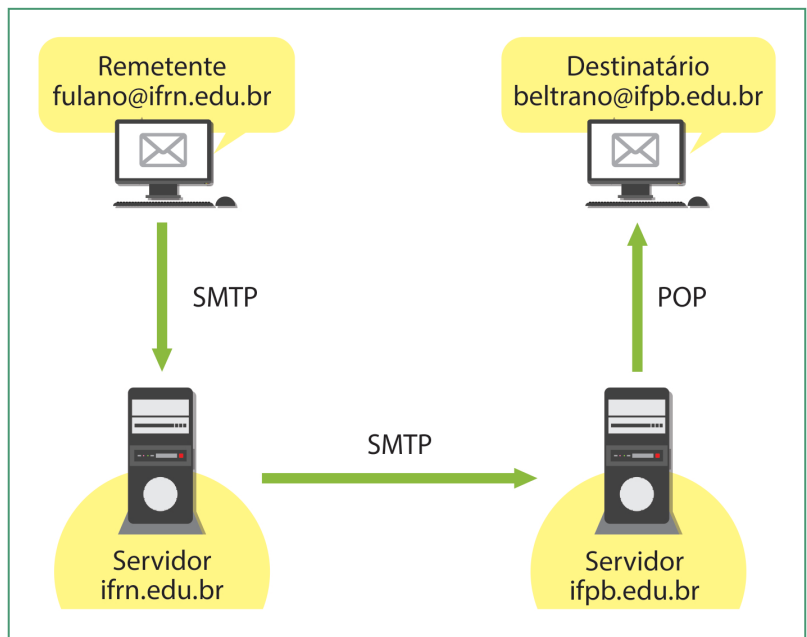 Remetente
fulano@ifrn.edu.br
Destinatário
beltrano@ifpb.edu.br
SMTP
POP
SMTP
Servidor
ifrn.edu.br
Servidor
ifpb.edu.br